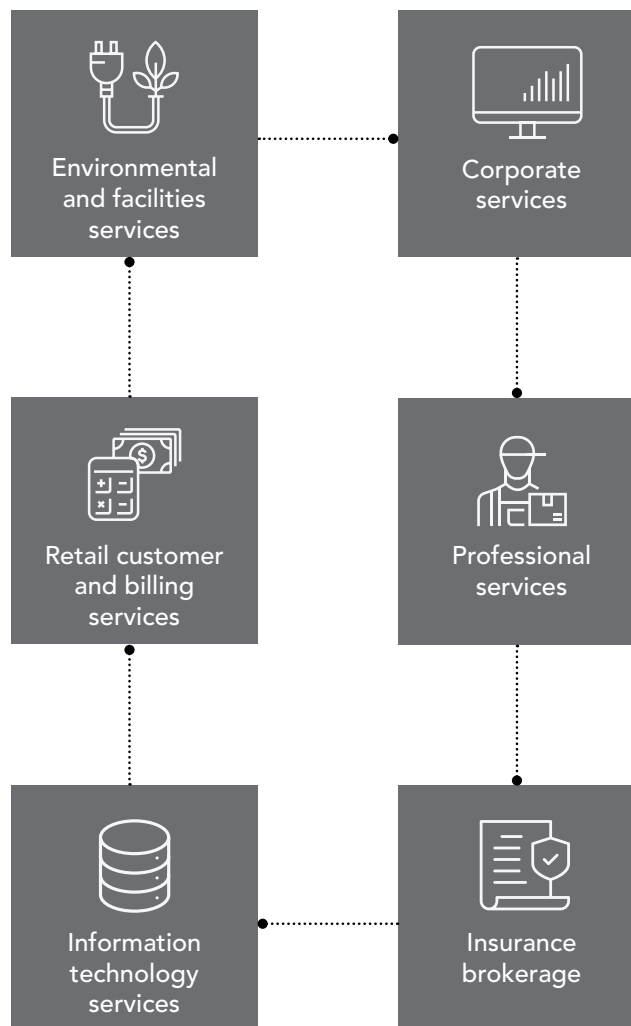 Environmental
and facilities
services
Corporate
services
Retail customer
and billing
services
Professional
services
Information
technology
services
Insurance
brokerage